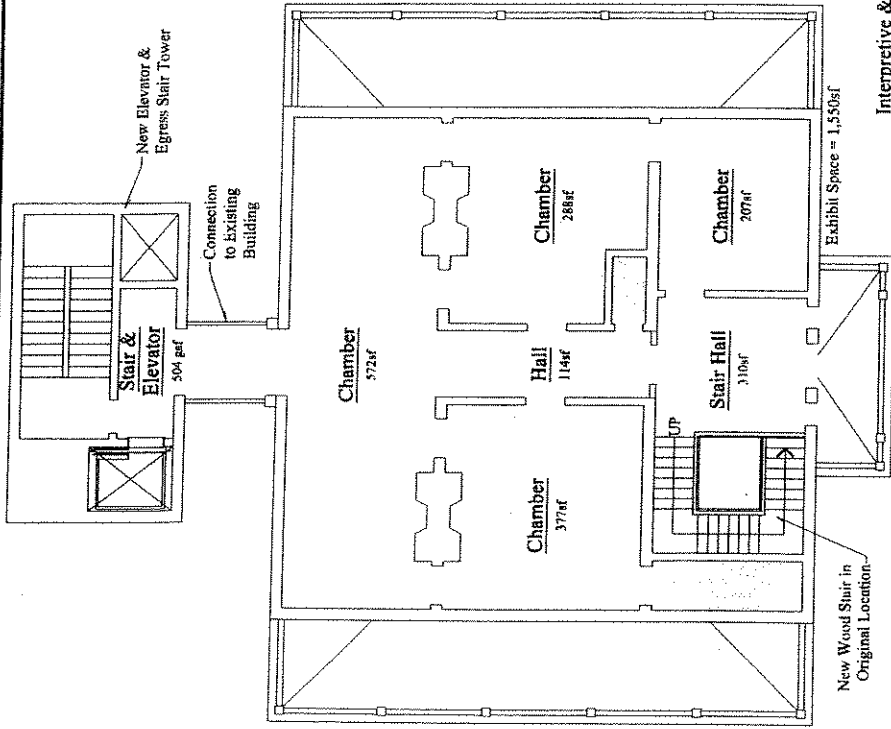 New Elevator &
Egress Stair Tower
Connection
to Existing
Building
Stair &
Elevator
504 gsf
Chamber
572sf
Chamber
288sf
Hall
114sf
Chamber
377sf
Chamber
207sf
Stair Hall
310sf
UP
Exhibit Space = 1,550sf
New Wood Stair in
Original Location
Interpretive &